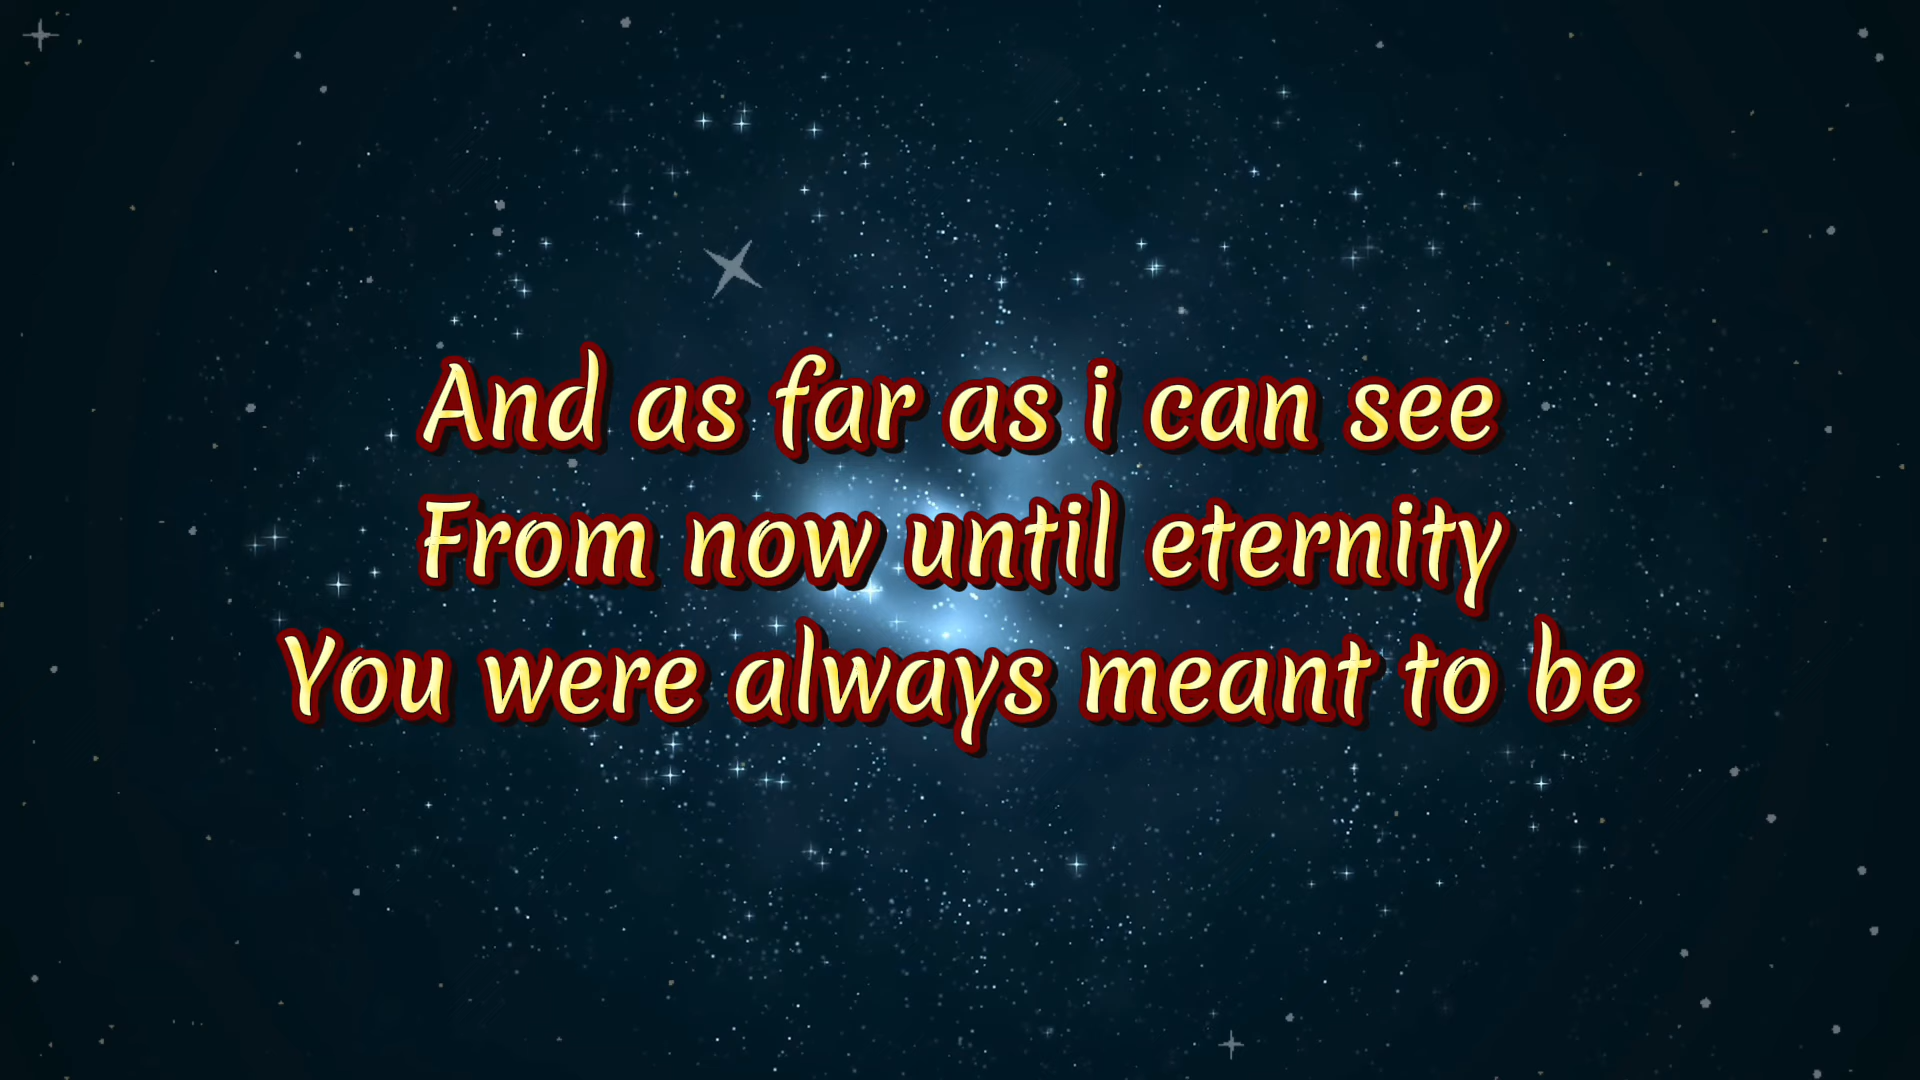 And as far as i can see
From now until eternity
You were always meant to be